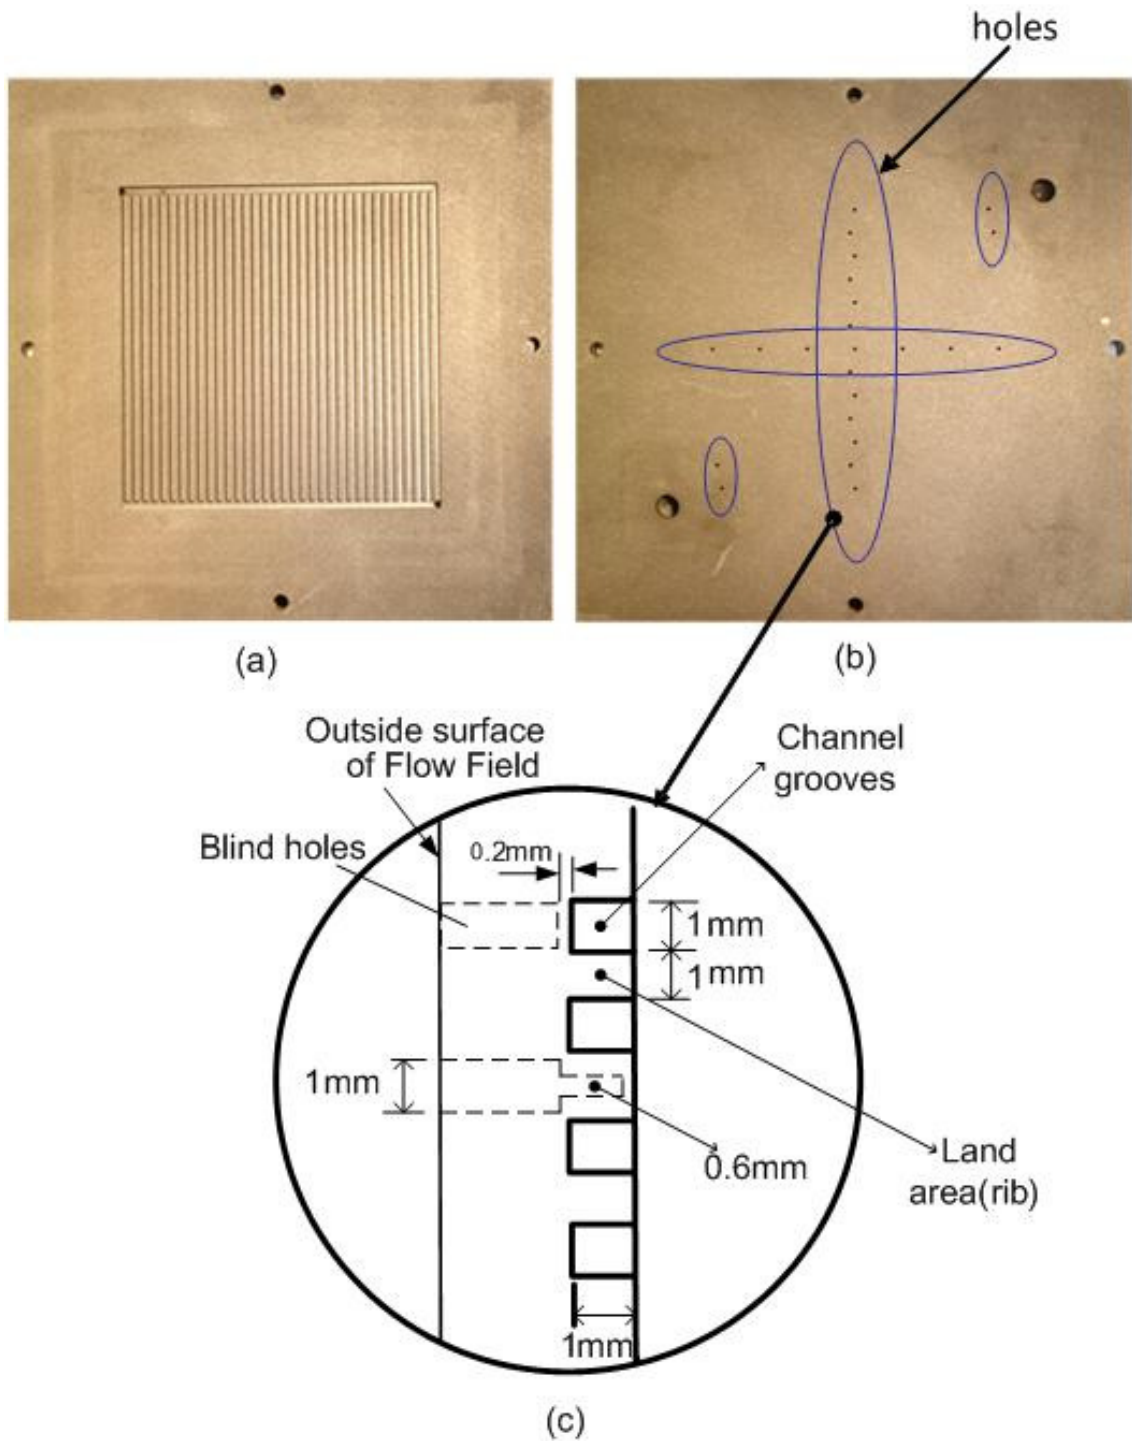 holes
(a)
(b)
Outside surface
of Flow Field
Channel
grooves
Blind holes
0.2mm
1mm
1mm
1mm
0.6mm
Land
area(rib)
1mm
(c)